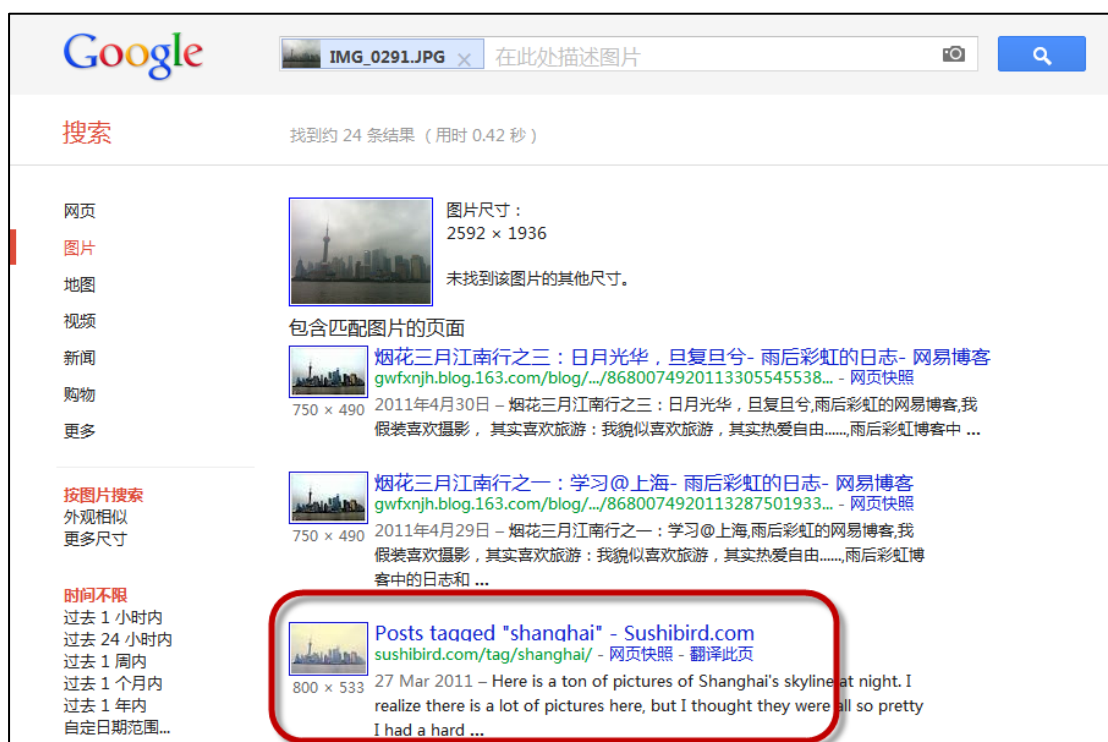 Google
IMG_0291.JPG × 在此处描述图片
搜索
找到约 24 条结果 （用时 0.42 秒）
网页
图片
地图
视频
新闻
购物
更多
按图片搜索
外观相似
更多尺寸
时间不限
过去 1 小时内
过去 24 小时内
过去 1 周内
过去 1 个月内
过去 1 年内
自定日期范围...
图片尺寸：
2592 × 1936
未找到该图片的其他尺寸。
包含匹配图片的页面
烟花三月江南行之三：日月光华，旦复旦兮- 雨后彩虹的日志- 网易博客
gwfxnjh.blog.163.com/blog/.../8680074920113305545538... - 网页快照
750 × 490
2011年4月30日 – 烟花三月江南行之三：日月光华，旦复旦兮,雨后彩虹的网易博客,我
假装喜欢摄影， 其实喜欢旅游：我貌似喜欢旅游，其实热爱自由......,雨后彩虹博客中 ...
烟花三月江南行之一：学习@上海- 雨后彩虹的日志- 网易博客
gwfxnjh.blog.163.com/blog/.../8680074920113287501933... - 网页快照
750 × 490
2011年4月29日 – 烟花三月江南行之一：学习@上海,雨后彩虹的网易博客,我
假装喜欢摄影，其实喜欢旅游：我貌似喜欢旅游，其实热爱自由......,雨后彩虹博
客中的日志和 ...
Posts tagged "shanghai" - Sushibird.com
sushibird.com/tag/shanghai/ - 网页快照 - 翻译此页
800 × 533
27 Mar 2011 – Here is a ton of pictures of Shanghai's skyline at night. I
realize there is a lot of pictures here, but I thought they were all so pretty
I had a hard ...